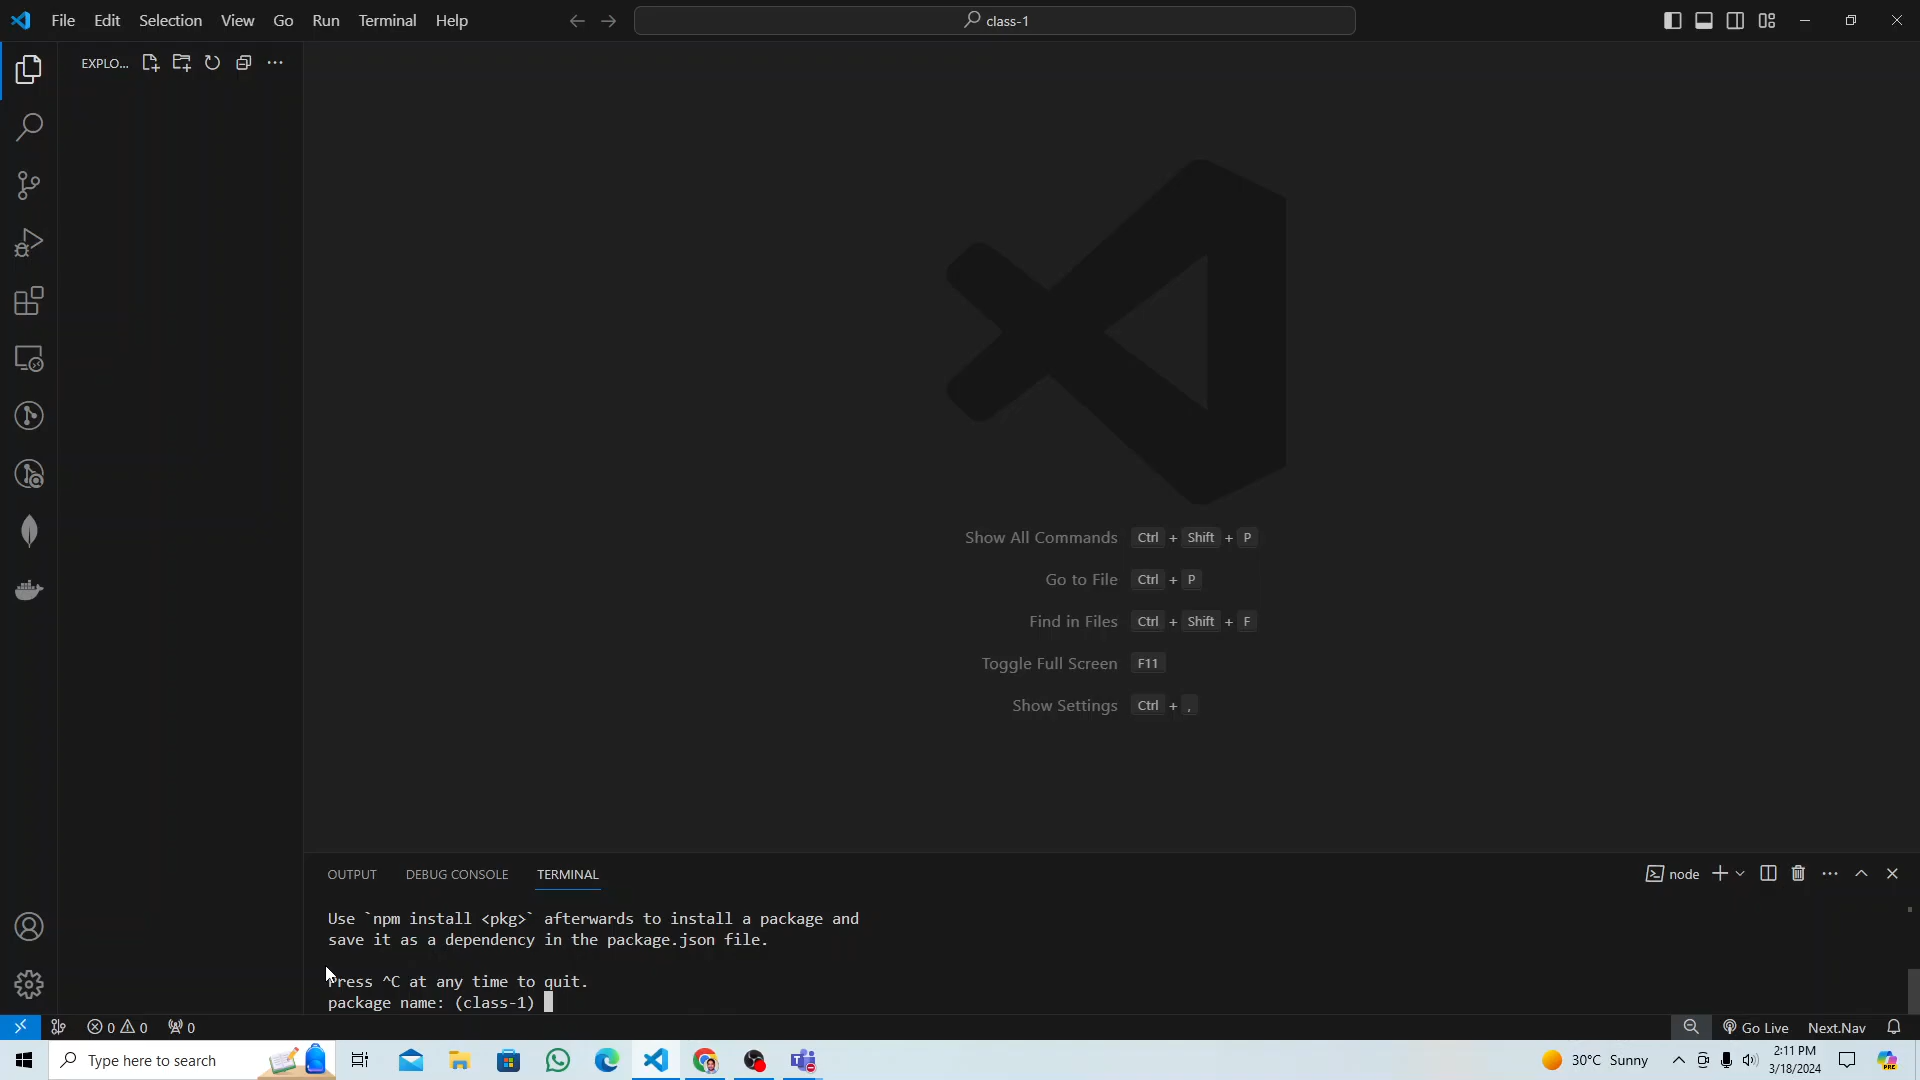 File Edit Selection View Go Run Terminal Help
class-1
EXPLO...
Show All Commands Ctrl + Shift + P
Go to File Ctrl + P
Find in Files Ctrl + Shift + F
Toggle Full Screen F11
Show Settings Ctrl + ,
OUTPUT DEBUG CONSOLE TERMINAL
node
Use `npm install <pkg>` afterwards to install a package and
save it as a dependency in the package.json file.
Press ^C at any time to quit.
package name: (class-1)
0 0 0
Go Live Next.Nav
Type here to search
30°C Sunny
2:11 PM
3/18/2024
PRE